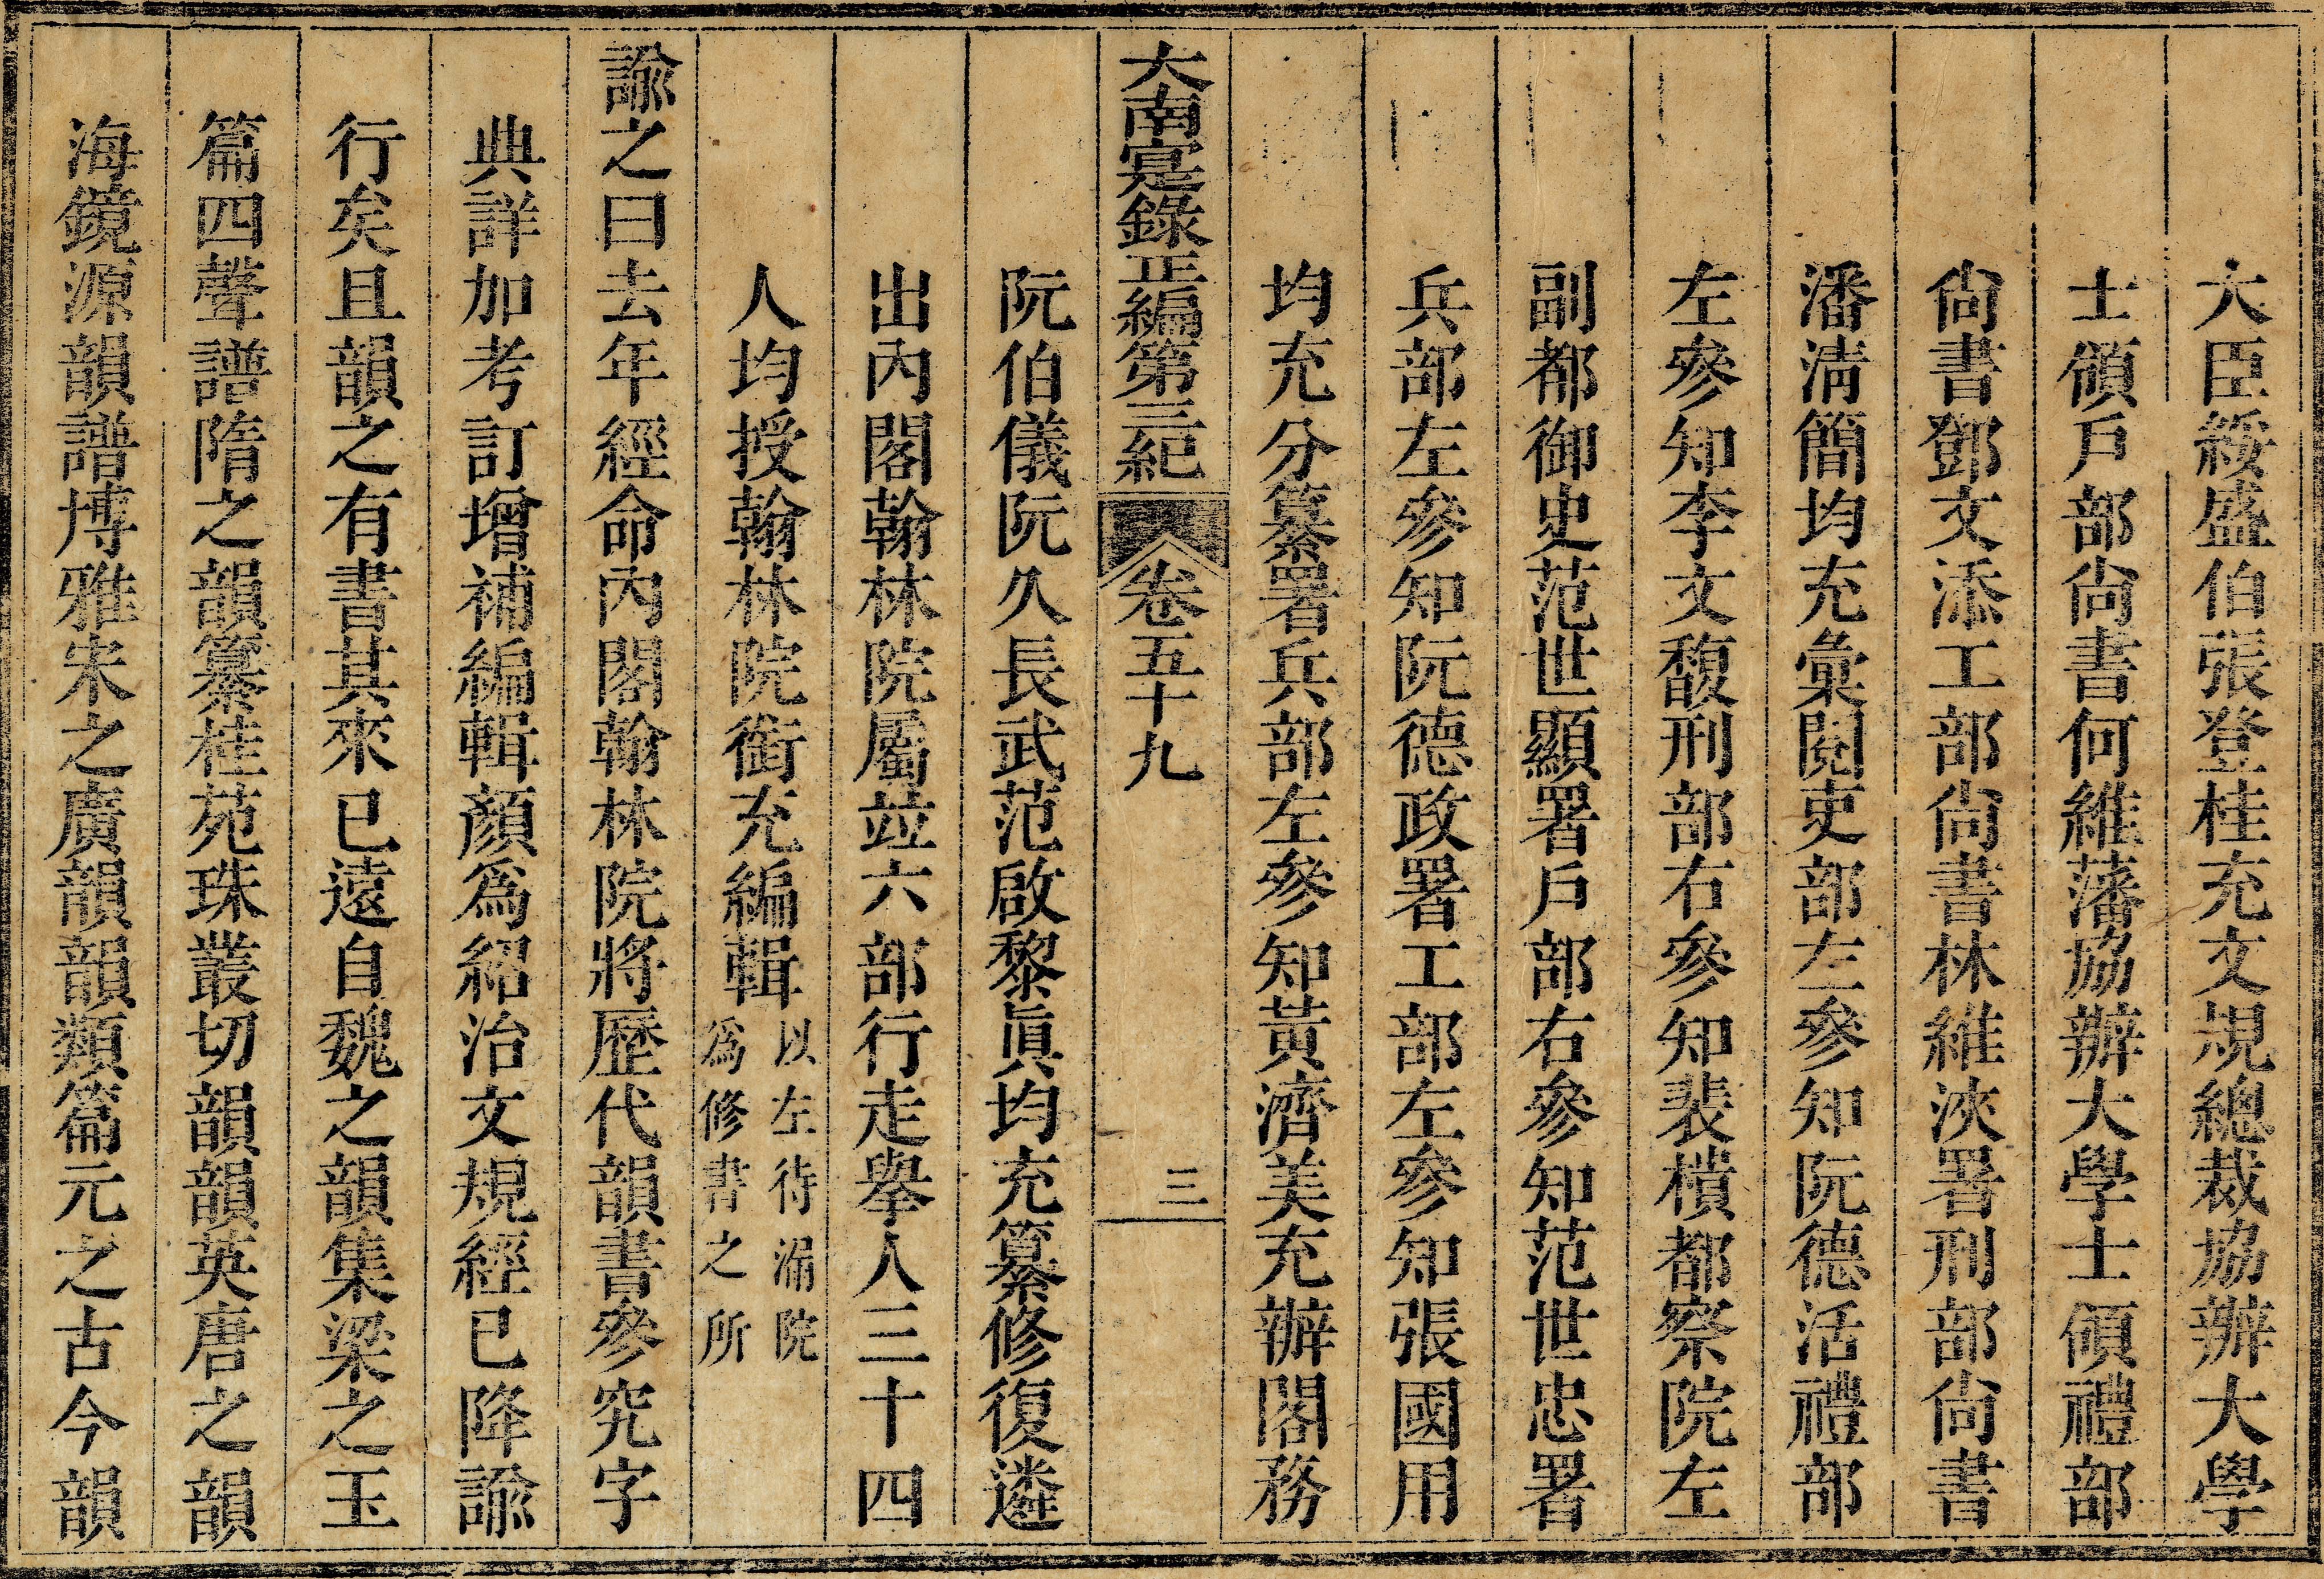 大臣綏盛伯張登桂充文規總裁協辦大學
士領戶部尙書何維藩協辦大學士領禮部
尙書鄧文添工部尙書林維浹署刑部尙書
潘淸簡均充彙閱吏部左參知阮德活禮部
左參知李文馥刑部右參知裴樻都察院左
副都御史范世顯署戶部右參知范世忠署
兵部左參知阮德政署工部左參知張國用
均充分纂署兵部左參知黃濟美充辦閣務
大南寔錄正編第三紀 卷五十九 三
阮伯儀阮久長武范啟黎眞均充纂修復遴
出內閣翰林院屬竝六部行走舉人三十四
人均授翰林院銜充編輯以左待漏院爲修書之所
諭之曰去年經命內閣翰林院將歷代韻書參究字
典詳加考訂增補編輯顏爲紹治文規經已降諭
行矣且韻之有書其來已遠自魏之韻集梁之玉
篇四聲譜隋之韻纂桂苑珠叢切韻韻英唐之韻
海鏡源韻譜博雅宋之廣韻韻類篇元之古今韻